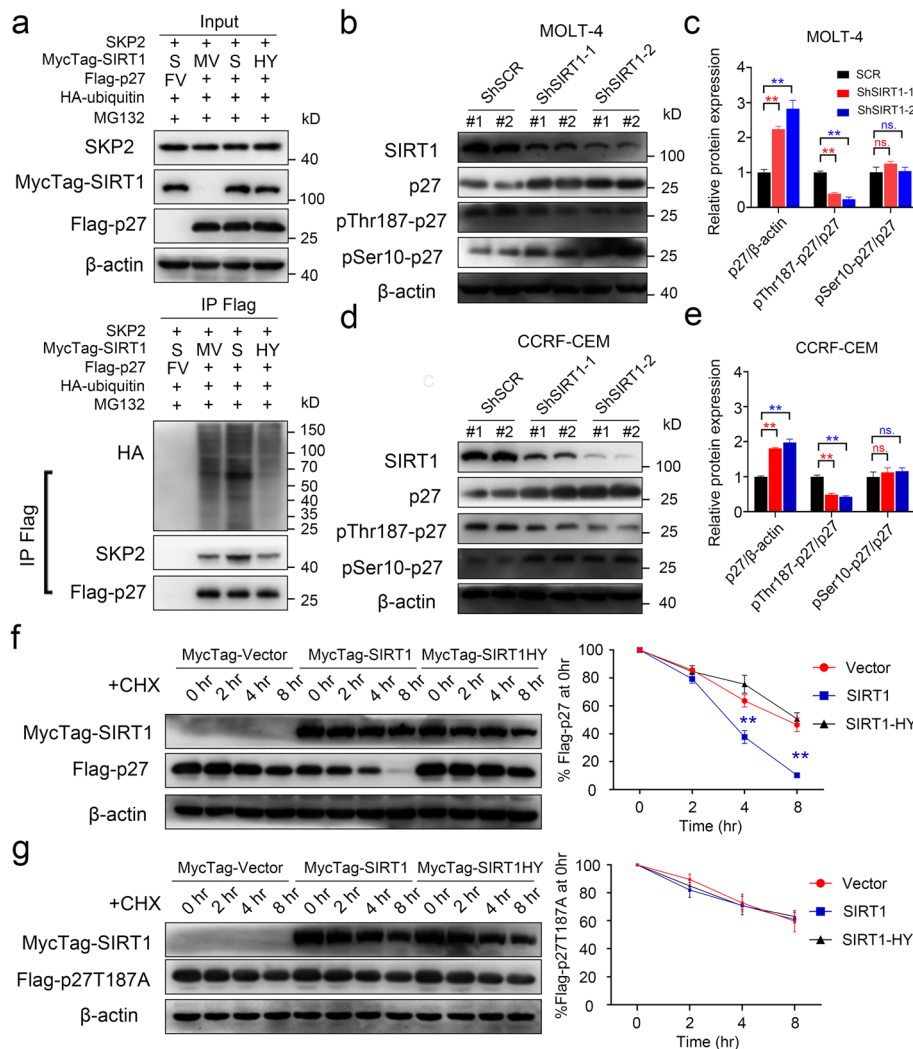 a
Input
SKP2 + + + +
MycTag-SIRT1 S MV S HY
Flag-p27 FV + + +
HA-ubiquitin + + + +
MG132 + + + +
kD
SKP2
40
MycTag-SIRT1
100
Flag-p27
25
β-actin
40
IP Flag
SKP2 + + + +
MycTag-SIRT1 S MV S HY
Flag-p27 FV + + +
HA-ubiquitin + + + +
MG132 + + + +
kD
HA
150
100
70
50
40
35
25
IP Flag
SKP2
40
Flag-p27
25
b
MOLT-4
ShSCR ShSIRT1-1 ShSIRT1-2
#1 #2 #1 #2 #1 #2 kD
SIRT1
100
p27
25
pThr187-p27
25
pSer10-p27
25
β-actin
40
c
MOLT-4
Relative protein expression
4
3
2
1
0
SCR
ShSIRT1-1
ShSIRT1-2
**
**
**
**
ns.
ns.
p27/β-actin
pThr187-p27/p27
pSer10-p27/p27
d
CCRF-CEM
C
ShSCR ShSIRT1-1 ShSIRT1-2
#1 #2 #1 #2 #1 #2 kD
SIRT1
100
p27
25
pThr187-p27
25
pSer10-p27
25
β-actin
40
e
CCRF-CEM
Relative protein expression
4
3
2
1
0
**
**
**
**
ns.
ns.
p27/β-actin
pThr187-p27/p27
pSer10-p27/p27
f
MycTag-Vector MycTag-SIRT1 MycTag-SIRT1HY
+CHX 0 hr 2 hr 4 hr 8 hr 0 hr 2 hr 4 hr 8 hr 0 hr 2 hr 4 hr 8 hr
MycTag-SIRT1
Flag-p27
β-actin
% Flag-p27 at 0hr
100
80
60
40
20
0
**
**
0 2 4 8
Time (hr)
Vector
SIRT1
SIRT1-HY
g
MycTag-Vector MycTag-SIRT1 MycTag-SIRT1HY
+CHX 0 hr 2 hr 4 hr 8 hr 0 hr 2 hr 4 hr 8 hr 0 hr 2 hr 4 hr 8 hr
MycTag-SIRT1
Flag-p27T187A
β-actin
%Flag-p27T187A at 0hr
100
80
60
40
20
0
0 2 4 8
Time (hr)
Vector
SIRT1
SIRT1-HY